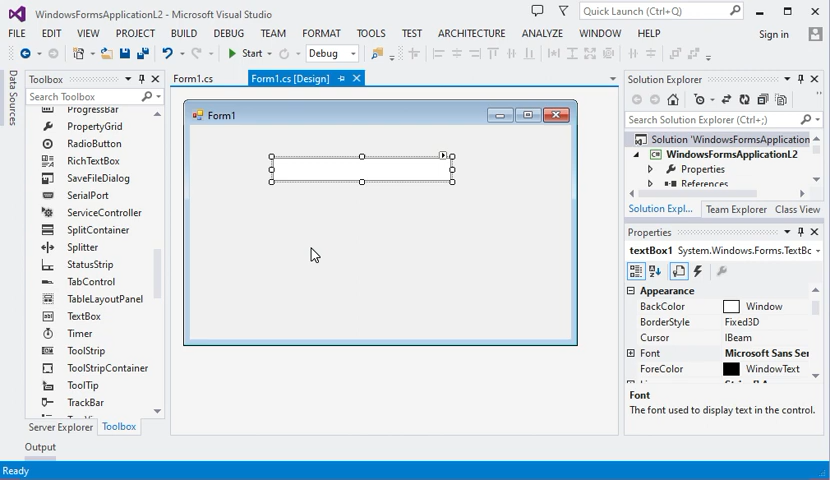 WindowsFormsApplicationL2 - Microsoft Visual Studio
Quick Launch (Ctrl+Q)
FILE EDIT VIEW PROJECT BUILD DEBUG TEAM FORMAT TOOLS TEST ARCHITECTURE ANALYZE WINDOW HELP Sign in
Start Debug
Data Sources
Toolbox
Search Toolbox
ProgressBar
PropertyGrid
RadioButton
RichTextBox
SaveFileDialog
SerialPort
ServiceController
SplitContainer
Splitter
StatusStrip
TabControl
TableLayoutPanel
TextBox
Timer
ToolStrip
ToolStripContainer
ToolTip
TrackBar
Server Explorer Toolbox
Output
Form1.cs Form1.cs [Design]
Form1
Solution Explorer
Search Solution Explorer (Ctrl+;)
Solution 'WindowsFormsApplication
C# WindowsFormsApplicationL2
Properties
References
Solution Expl... Team Explorer Class View
Properties
textBox1 System.Windows.Forms.TextBo
Appearance
BackColor Window
BorderStyle Fixed3D
Cursor IBeam
Font Microsoft Sans Ser
ForeColor WindowText
Font
The font used to display text in the control.
Ready